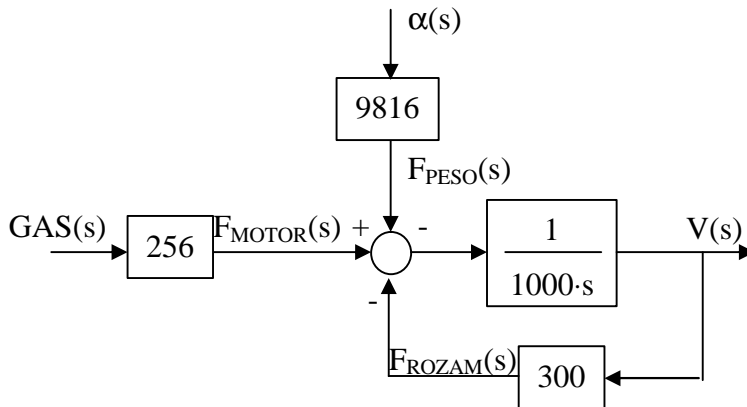 α(s)
9816
F_PESO(s)
GAS(s)
256
F_MOTOR(s)
+
-
1
1000·s
V(s)
-
F_ROZAM(s)
300